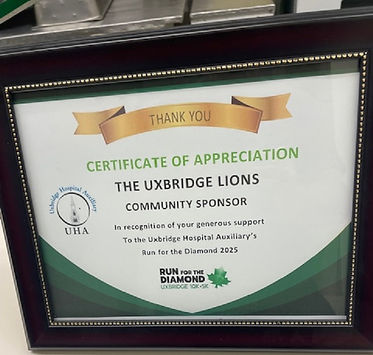 THANK YOU
CERTIFICATE OF APPRECIATION
THE UXBRIDGE LIONS
COMMUNITY SPONSOR
Uxbridge Hospital Auxiliary
UHA
In recognition of your generous support
To the Uxbridge Hospital Auxiliary's
Run for the Diamond 2025
RUN FOR THE
DIAMOND
UXBRIDGE 10K•5K